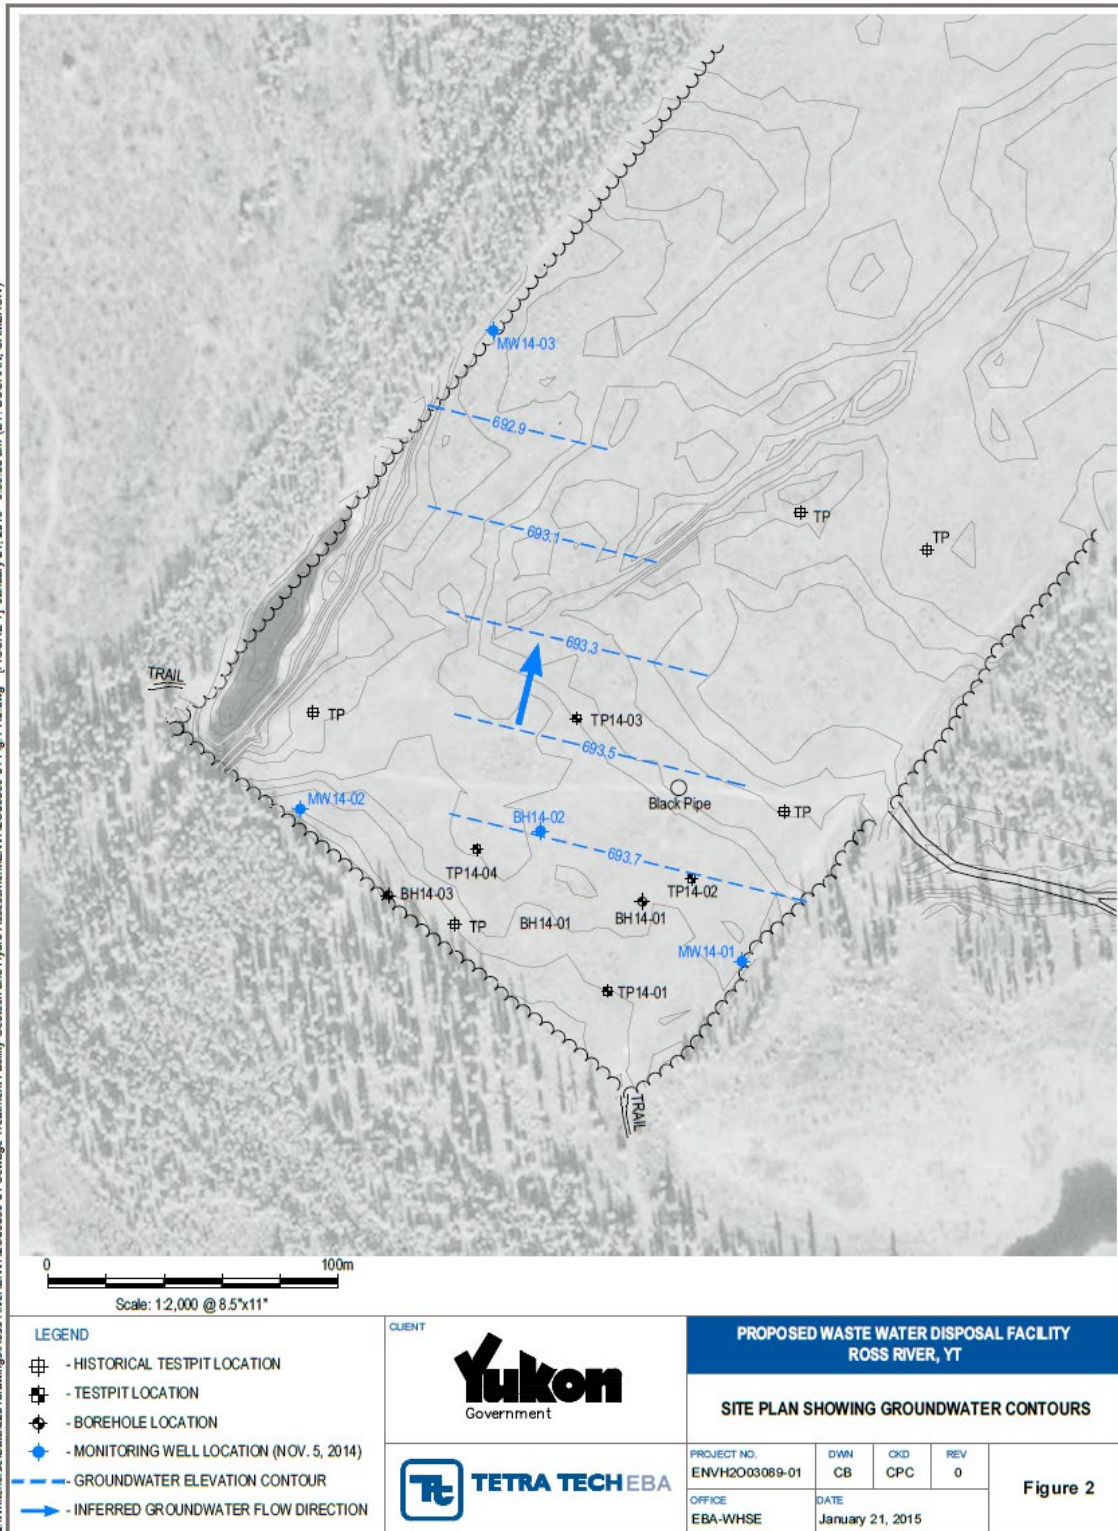 MW14-03
692.9
693.1
TP
TP
693.3
TRAIL
TP
TP14-03
693.5
Black Pipe
MW14-02
TP
BH14-02
693.7
TP14-04
TP14-02
BH14-03
BH14-01
BH14-01
TP
MW14-01
TP14-01
TRAIL
0 100m
Scale: 1:2,000 @ 8.5"x11"
LEGEND
- HISTORICAL TESTPIT LOCATION
- TESTPIT LOCATION
- BOREHOLE LOCATION
- MONITORING WELL LOCATION (NOV. 5, 2014)
- GROUNDWATER ELEVATION CONTOUR
- INFERRED GROUNDWATER FLOW DIRECTION
CLIENT
Yukon
Government
Tt TETRA TECH EBA
PROPOSED WASTE WATER DISPOSAL FACILITY
ROSS RIVER, YT
SITE PLAN SHOWING GROUNDWATER CONTOURS
PROJECT NO. DWN CKD REV
ENVH2O03089-01 CB CPC 0
OFFICE DATE
EBA-WHSE January 21, 2015
Figure 2